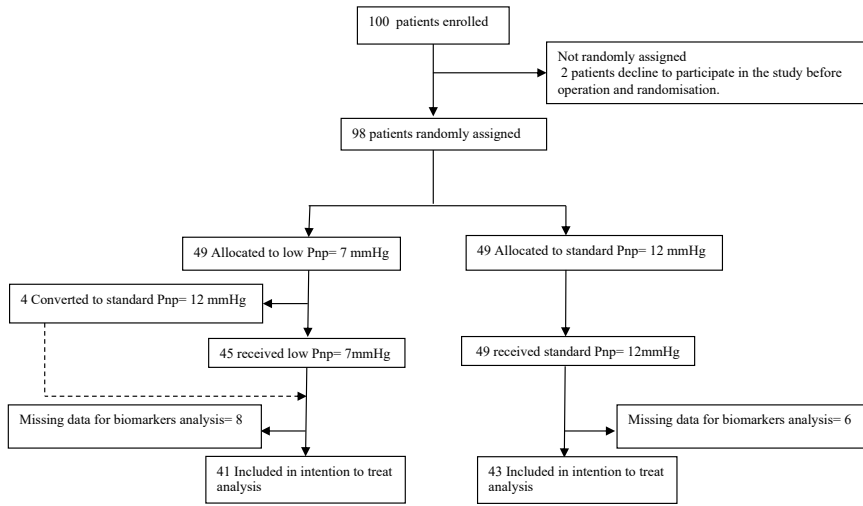 100 patients enrolled
Not randomly assigned
2 patients decline to participate in the study before
operation and randomisation.
98 patients randomly assigned
49 Allocated to low Pnp= 7 mmHg
49 Allocated to standard Pnp= 12 mmHg
4 Converted to standard Pnp= 12 mmHg
45 received low Pnp= 7mmHg
49 received standard Pnp= 12mmHg
Missing data for biomarkers analysis= 8
Missing data for biomarkers analysis= 6
41 Included in intention to treat
analysis
43 Included in intention to treat
analysis